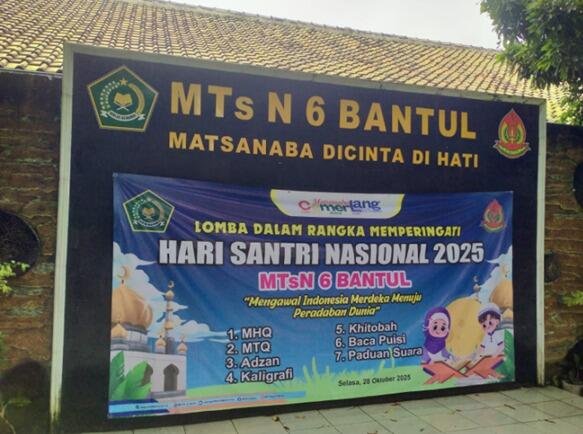 MTs N 6 BANTUL
MATSANABA DICINTA DI HATI
merlang
LOMBA DALAM RANGKA MEMPERINGATI
HARI SANTRI NASIONAL 2025
MTsN 6 BANTUL
"Mengawal Indonesia Merdeka Menuju
Peradaban Dunia"
1. MHQ
2. MTQ
3. Adzan
4. Kaligrafi
5. Khitobah
6. Baca Puisi
7. Paduan Suara
Selasa, 28 Oktober 2025